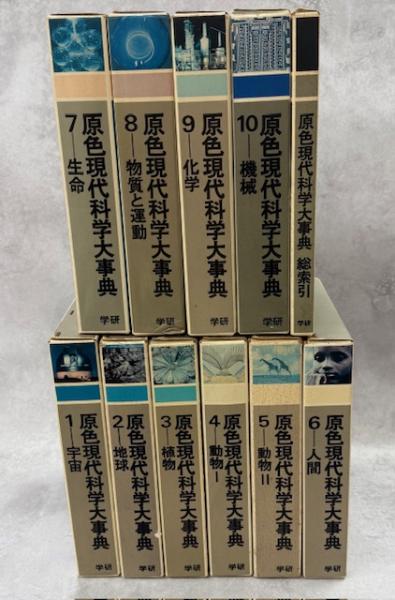 原色現代科学大事典
7—生命
学研
原色現代科学大事典
8—物質と運動
学研
原色現代科学大事典
9—化学
学研
原色現代科学大事典
10—機械
学研
原色現代科学大事典 総索引
学研
原色現代科学大事典
1—宇宙
学研
原色現代科学大事典
2—地球
学研
原色現代科学大事典
3—植物
学研
原色現代科学大事典
4—動物I
学研
原色現代科学大事典
5—動物II
学研
原色現代科学大事典
6—人間
学研